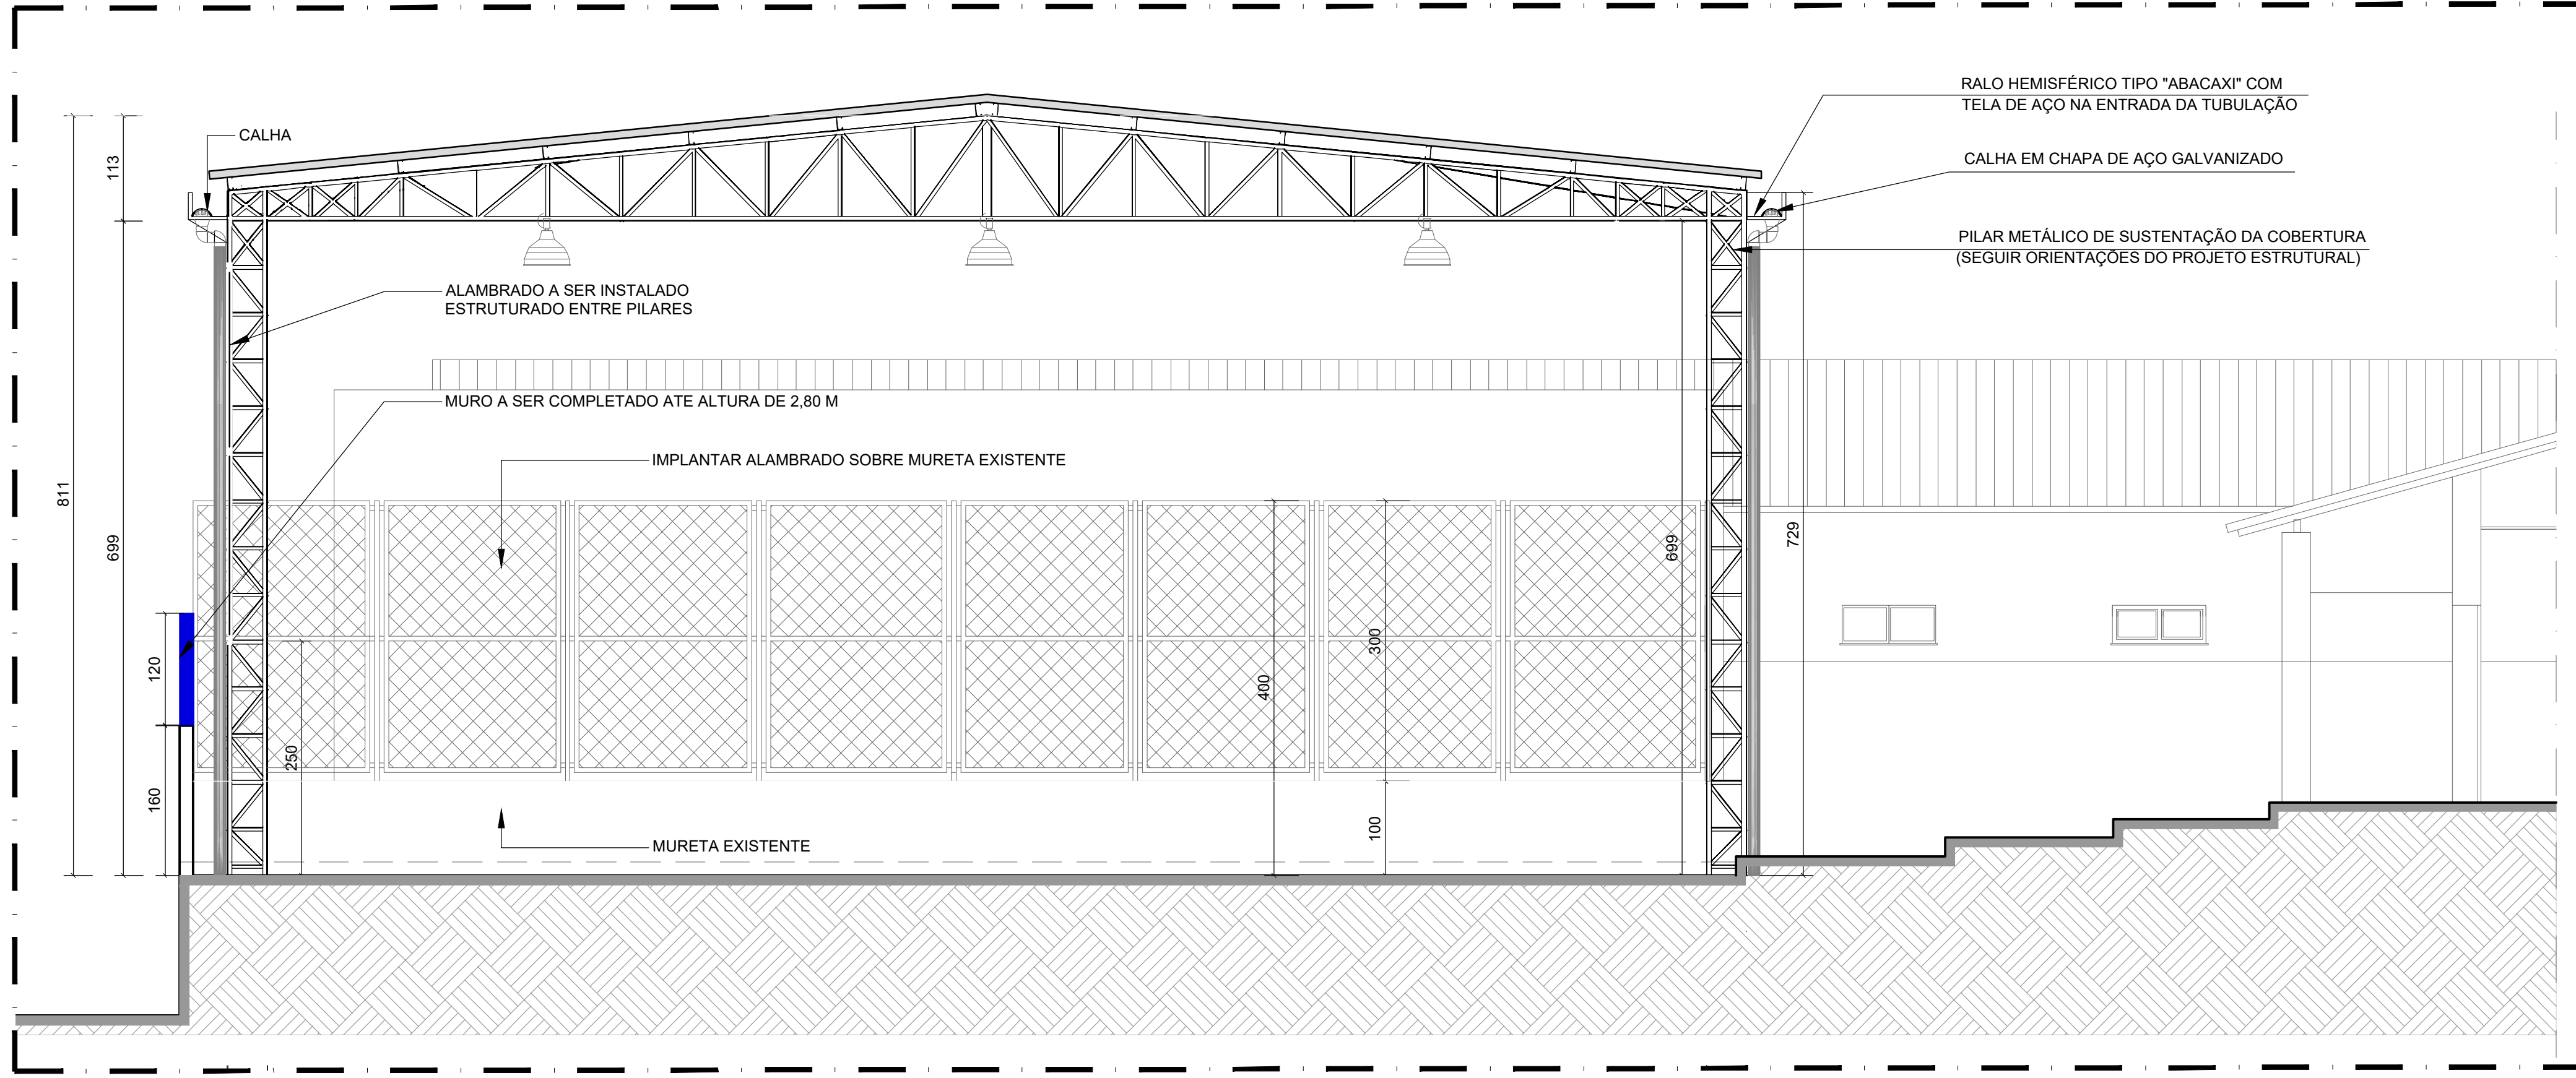 RALO HEMISFÉRICO TIPO "ABACAXI" COM
TELA DE AÇO NA ENTRADA DA TUBULAÇÃO
CALHA
CALHA EM CHAPA DE AÇO GALVANIZADO
113
PILAR METÁLICO DE SUSTENTAÇÃO DA COBERTURA
(SEGUIR ORIENTAÇÕES DO PROJETO ESTRUTURAL)
ALAMBRADO A SER INSTALADO
ESTRUTURADO ENTRE PILARES
MURO A SER COMPLETADO ATE ALTURA DE 2,80 M
IMPLANTAR ALAMBRADO SOBRE MURETA EXISTENTE
811
699
699
729
120
300
400
250
160
100
MURETA EXISTENTE